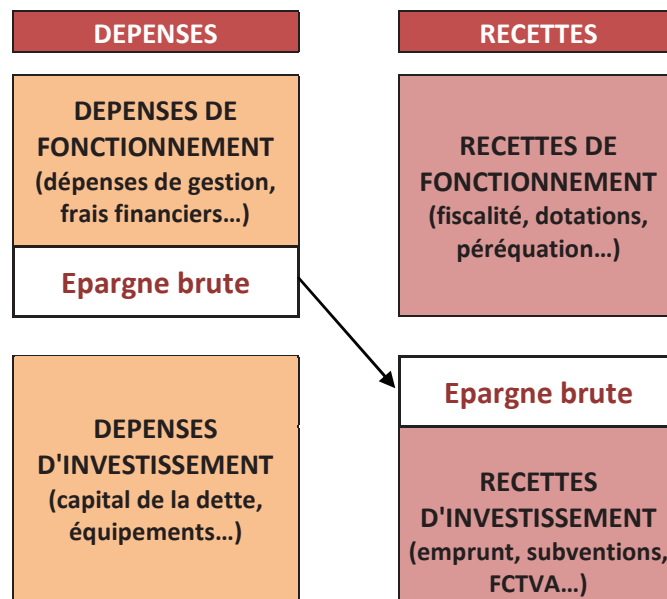 DEPENSES
RECETTES
DEPENSES DE
FONCTIONNEMENT
(dépenses de gestion,
frais financiers…)
Epargne brute
RECETTES DE
FONCTIONNEMENT
(fiscalité, dotations,
péréquation…)
DEPENSES
D'INVESTISSEMENT
(capital de la dette,
équipements…)
Epargne brute
RECETTES
D'INVESTISSEMENT
(emprunt, subventions,
FCTVA…)